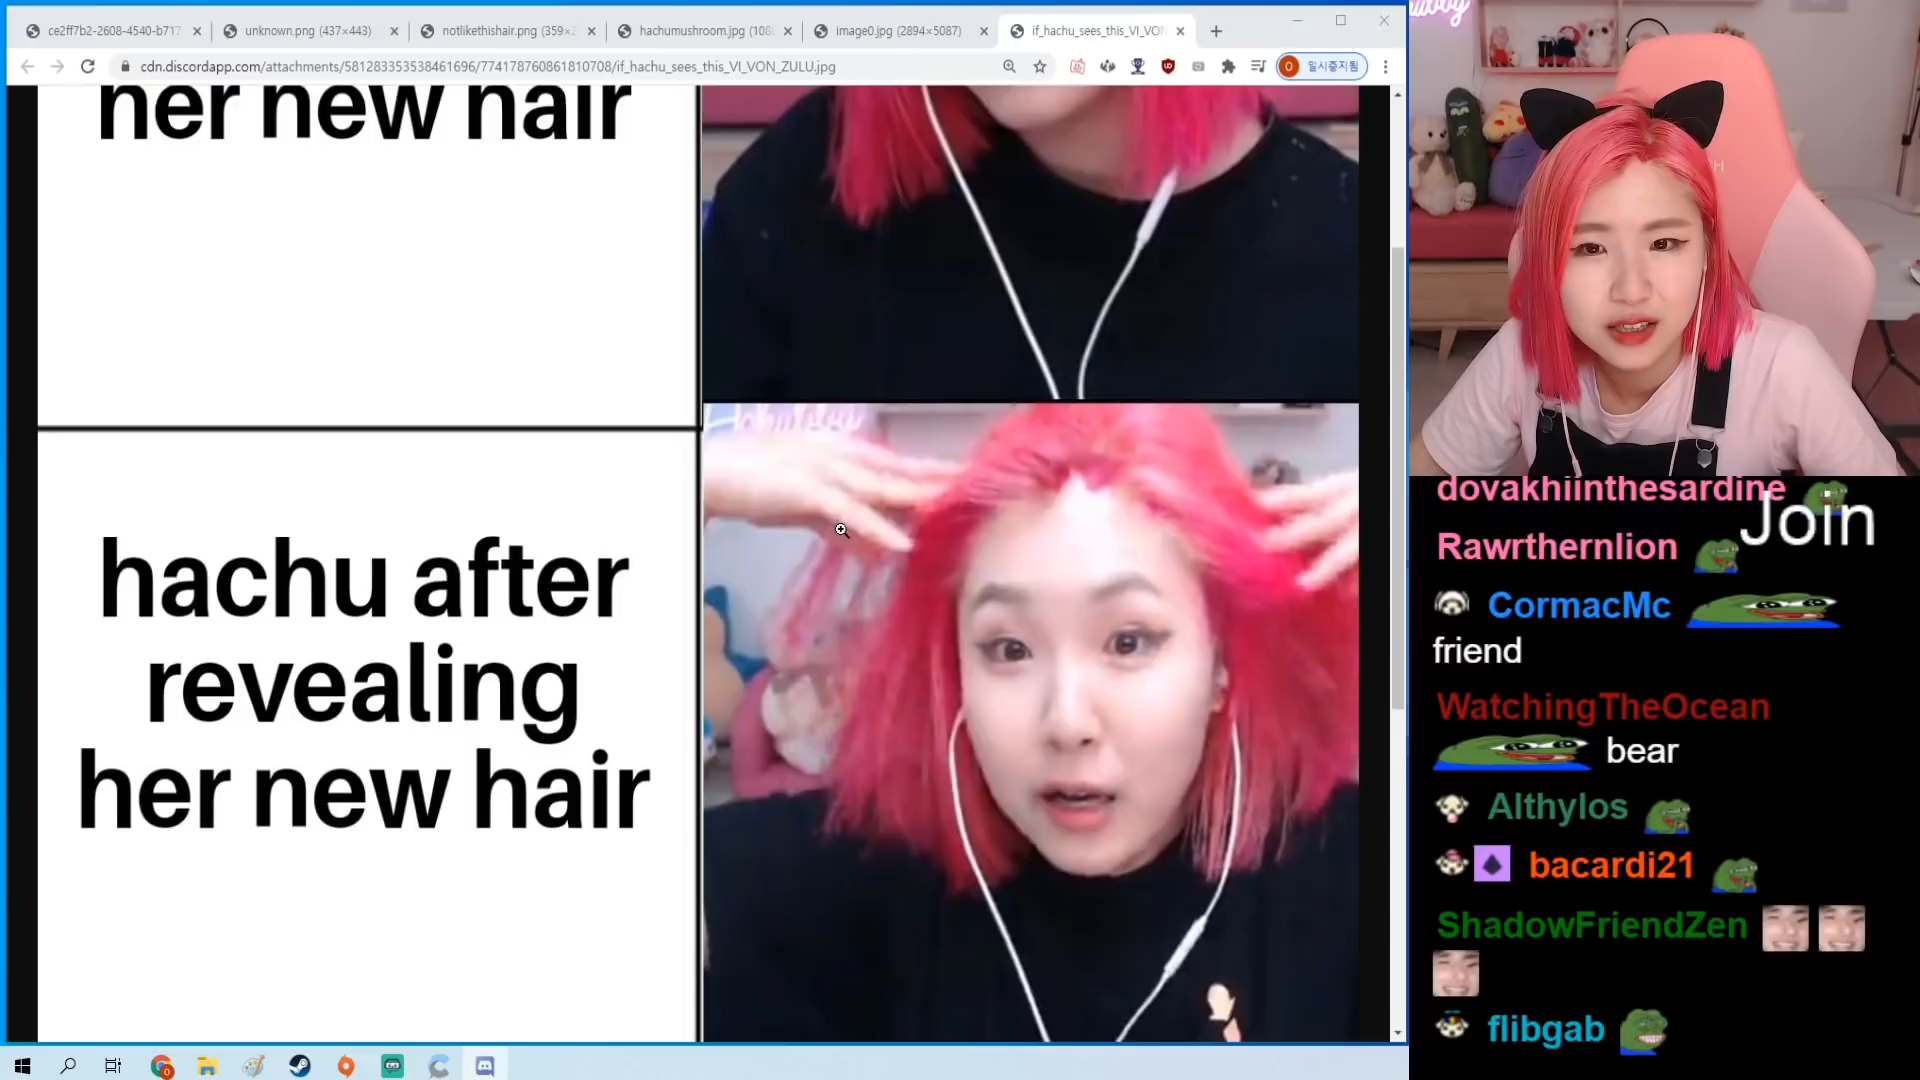 ce2ff7b2-2608-4540-b717
unknown.png (437×443)
notlikethishair.png (359×2
hachumushroom.jpg (108
image0.jpg (2894×5087)
if_hachu_sees_this_VI_VO
cdn.discordapp.com/attachments/581283353538461696/774178760861810708/if_hachu_sees_this_VI_VON_ZULU.jpg
일시중지됨
her new hair
hachu after
revealing
her new hair
dovakhiinthesardine
Join
Rawrthernlion
CormacMc
friend
WatchingTheOcean
bear
Althylos
bacardi21
ShadowFriendZen
flibgab